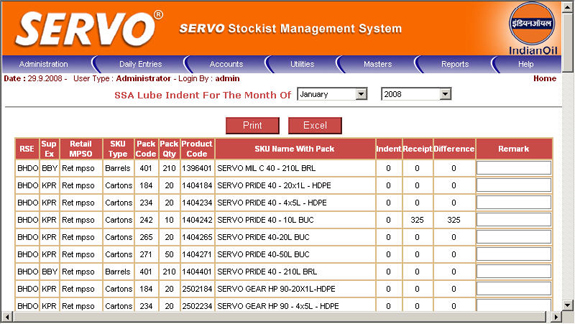 SERVO®
SERVO Stockist Management System
इंडियनऑयल
IndianOil
Administration Daily Entries Accounts Utilities Masters Reports Help
Date : 29.9.2008 - User Type : Administrator - Login By : admin Home
SSA Lube Indent For The Month Of January 2008
Print Excel
RSE Sup Ex Retail MPSO SKU Type Pack Code Pack Qty Product Code SKU Name With Pack Indent Receipt Difference Remark
BHDO BBY Ret mpso Barrels 401 210 1396401 SERVO MIL C 40 - 210L BRL 0 0 0
BHDO KPR Ret mpso Cartons 184 20 1404184 SERVO PRIDE 40 - 20x1L - HDPE 0 0 0
BHDO KPR Ret mpso Cartons 234 20 1404234 SERVO PRIDE 40 - 4x5L - HDPE 0 0 0
BHDO KPR Ret mpso Cartons 242 10 1404242 SERVO PRIDE 40 - 10L BUC 0 325 325
BHDO KPR Ret mpso Cartons 265 20 1404265 SERVO PRIDE 40-20L BUC 0 0 0
BHDO KPR Ret mpso Cartons 271 50 1404271 SERVO PRIDE 40-50L BUC 0 0 0
BHDO BBY Ret mpso Barrels 401 210 1404401 SERVO PRIDE 40 - 210L BRL 0 0 0
BHDO KPR Ret mpso Cartons 184 20 2502184 SERVO GEAR HP 90-20X1L-HDPE 0 0 0
BHDO KPR Ret mpso Cartons 234 20 2502234 SERVO GEAR HP 90 - 4x5L - HDPE 0 0 0